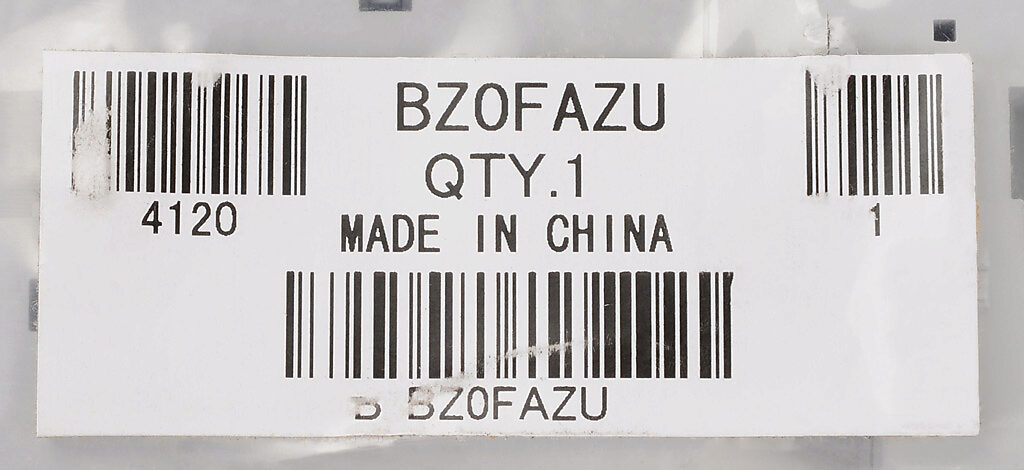 BZ0FAZU
QTY.1
4120
1
MADE IN CHINA
B BZ0FAZU